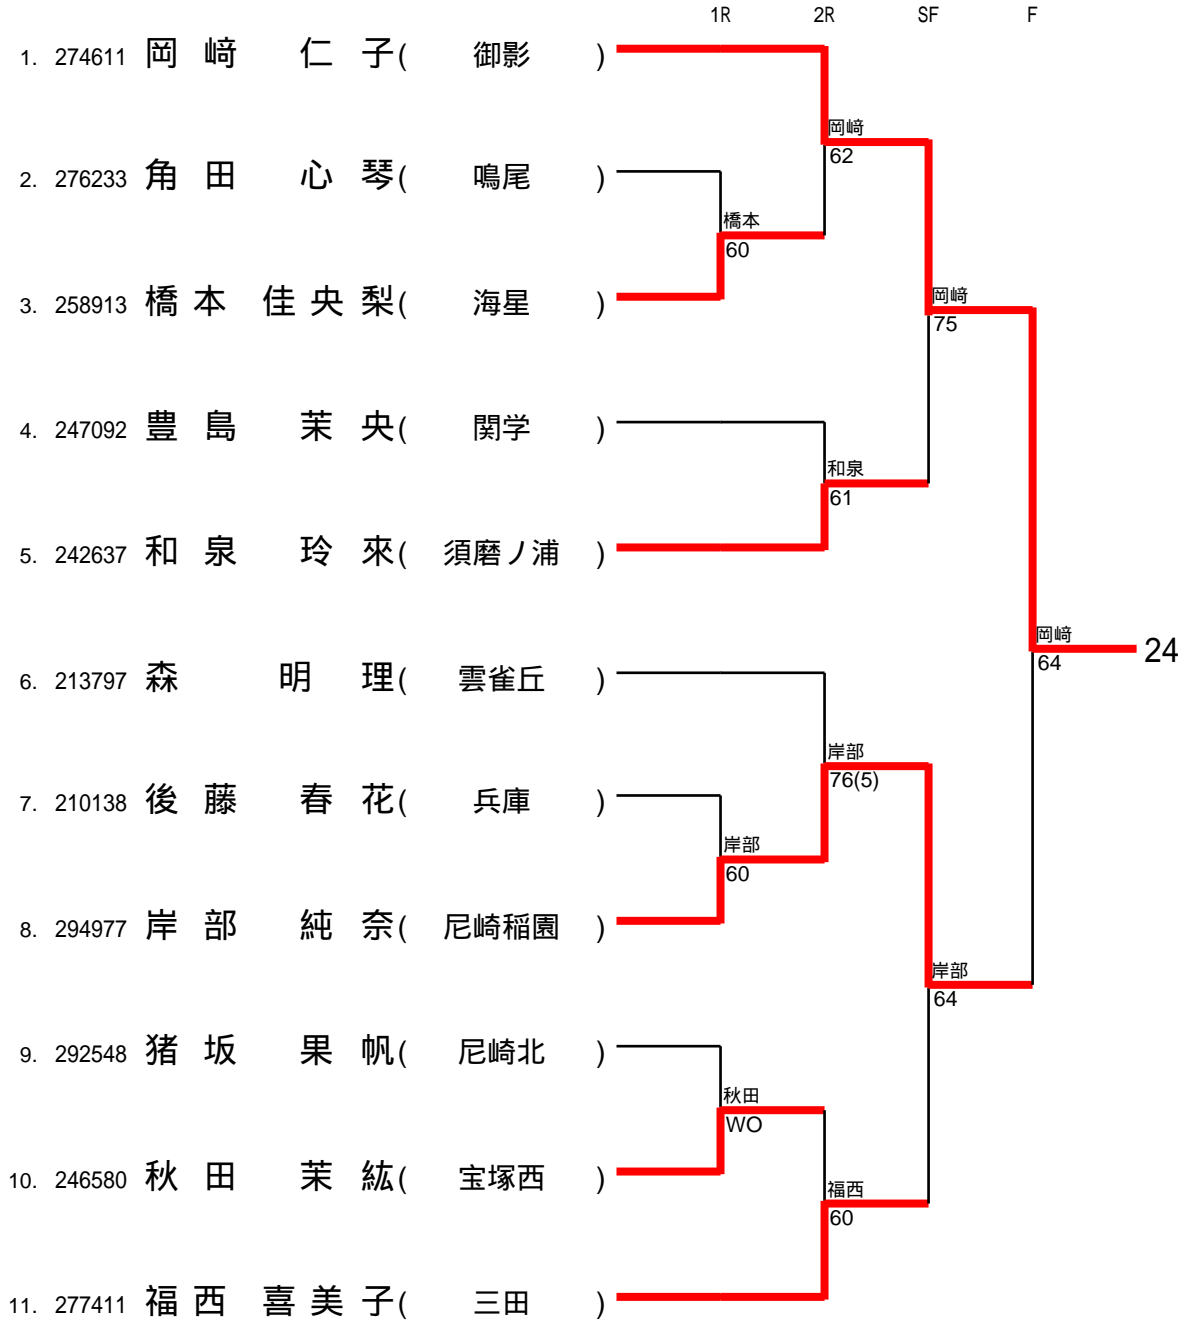 1R 2R SF F
1. 274611 岡﨑 仁子( 御影 )
岡﨑
62
2. 276233 角田 心琴( 鳴尾 )
橋本
60
3. 258913 橋本 佳央梨( 海星 )
岡﨑
75
4. 247092 豊島 茉央( 関学 )
和泉
61
5. 242637 和泉 玲來( 須磨ノ浦 )
岡﨑
64
24
6. 213797 森 明理( 雲雀丘 )
岸部
76(5)
7. 210138 後藤 春花( 兵庫 )
岸部
60
8. 294977 岸部 純奈( 尼崎稲園 )
岸部
64
9. 292548 猪坂 果帆( 尼崎北 )
秋田
WO
10. 246580 秋田 茉紘( 宝塚西 )
福西
60
11. 277411 福西 喜美子( 三田 )